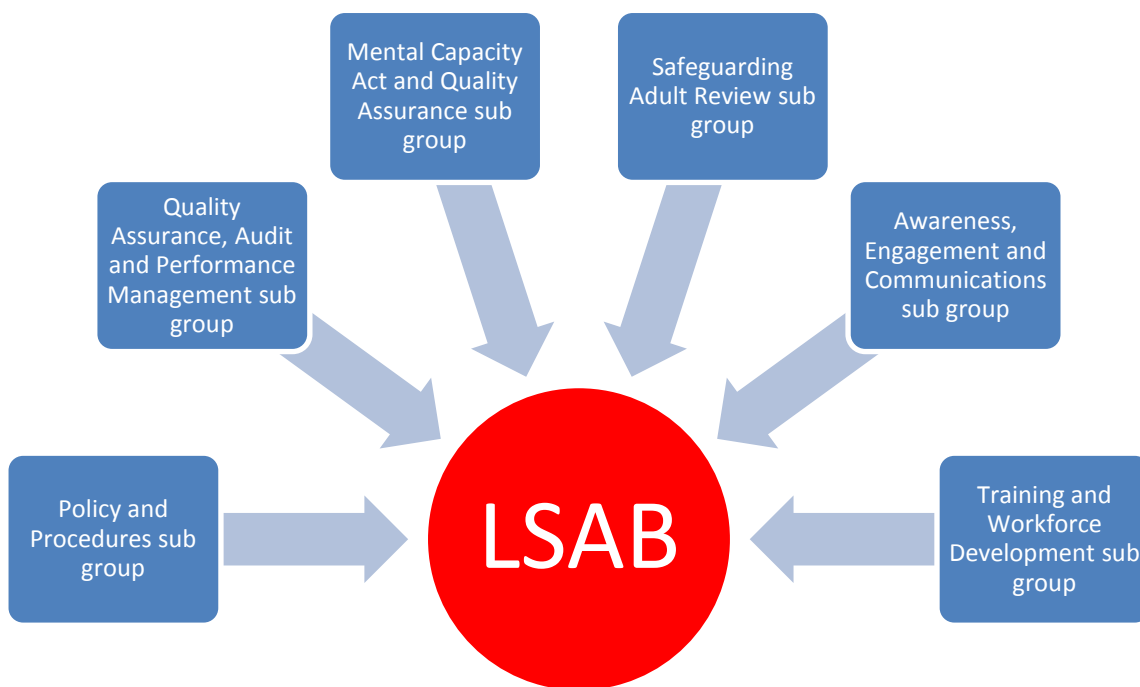 Mental Capacity
Act and Quality
Assurance sub
group
Safeguarding
Adult Review sub
group
Quality
Assurance, Audit
and Performance
Management sub
group
Awareness,
Engagement and
Communications
sub group
Policy and
Procedures sub
group
LSAB
Training and
Workforce
Development sub
group